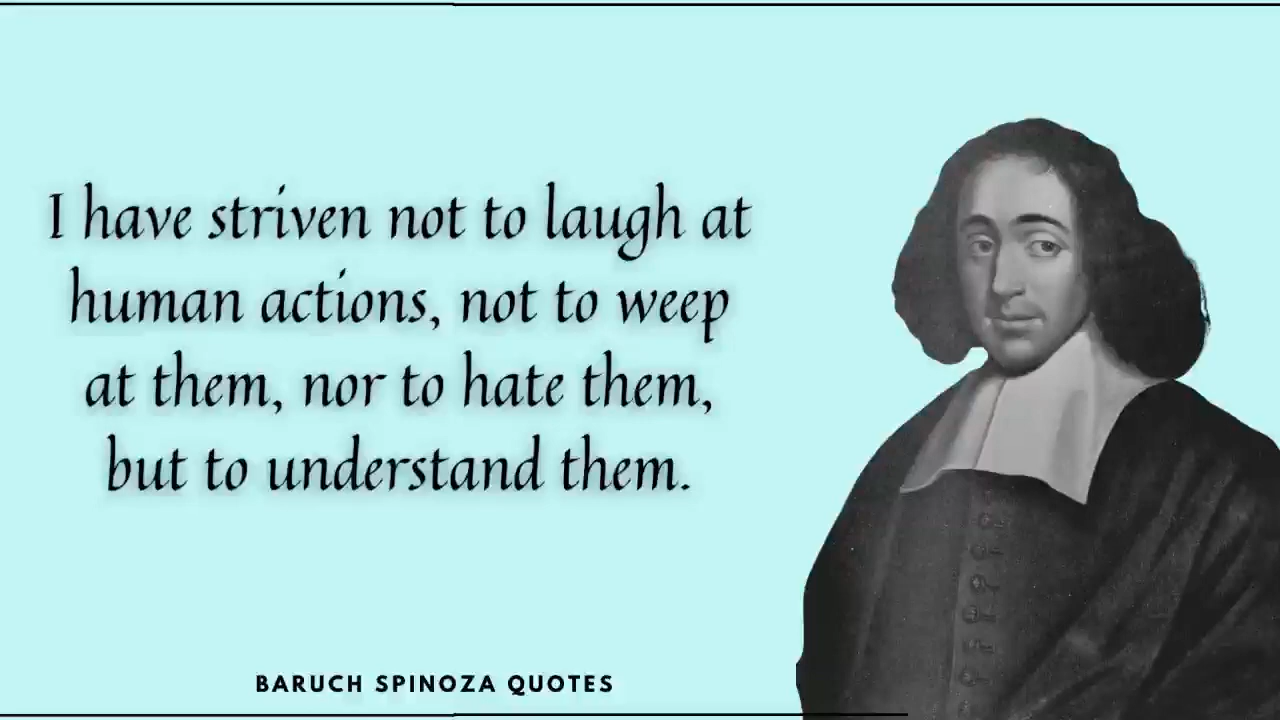 I have striven not to laugh at
human actions, not to weep
at them, nor to hate them,
but to understand them.
BARUCH SPINOZA QUOTES